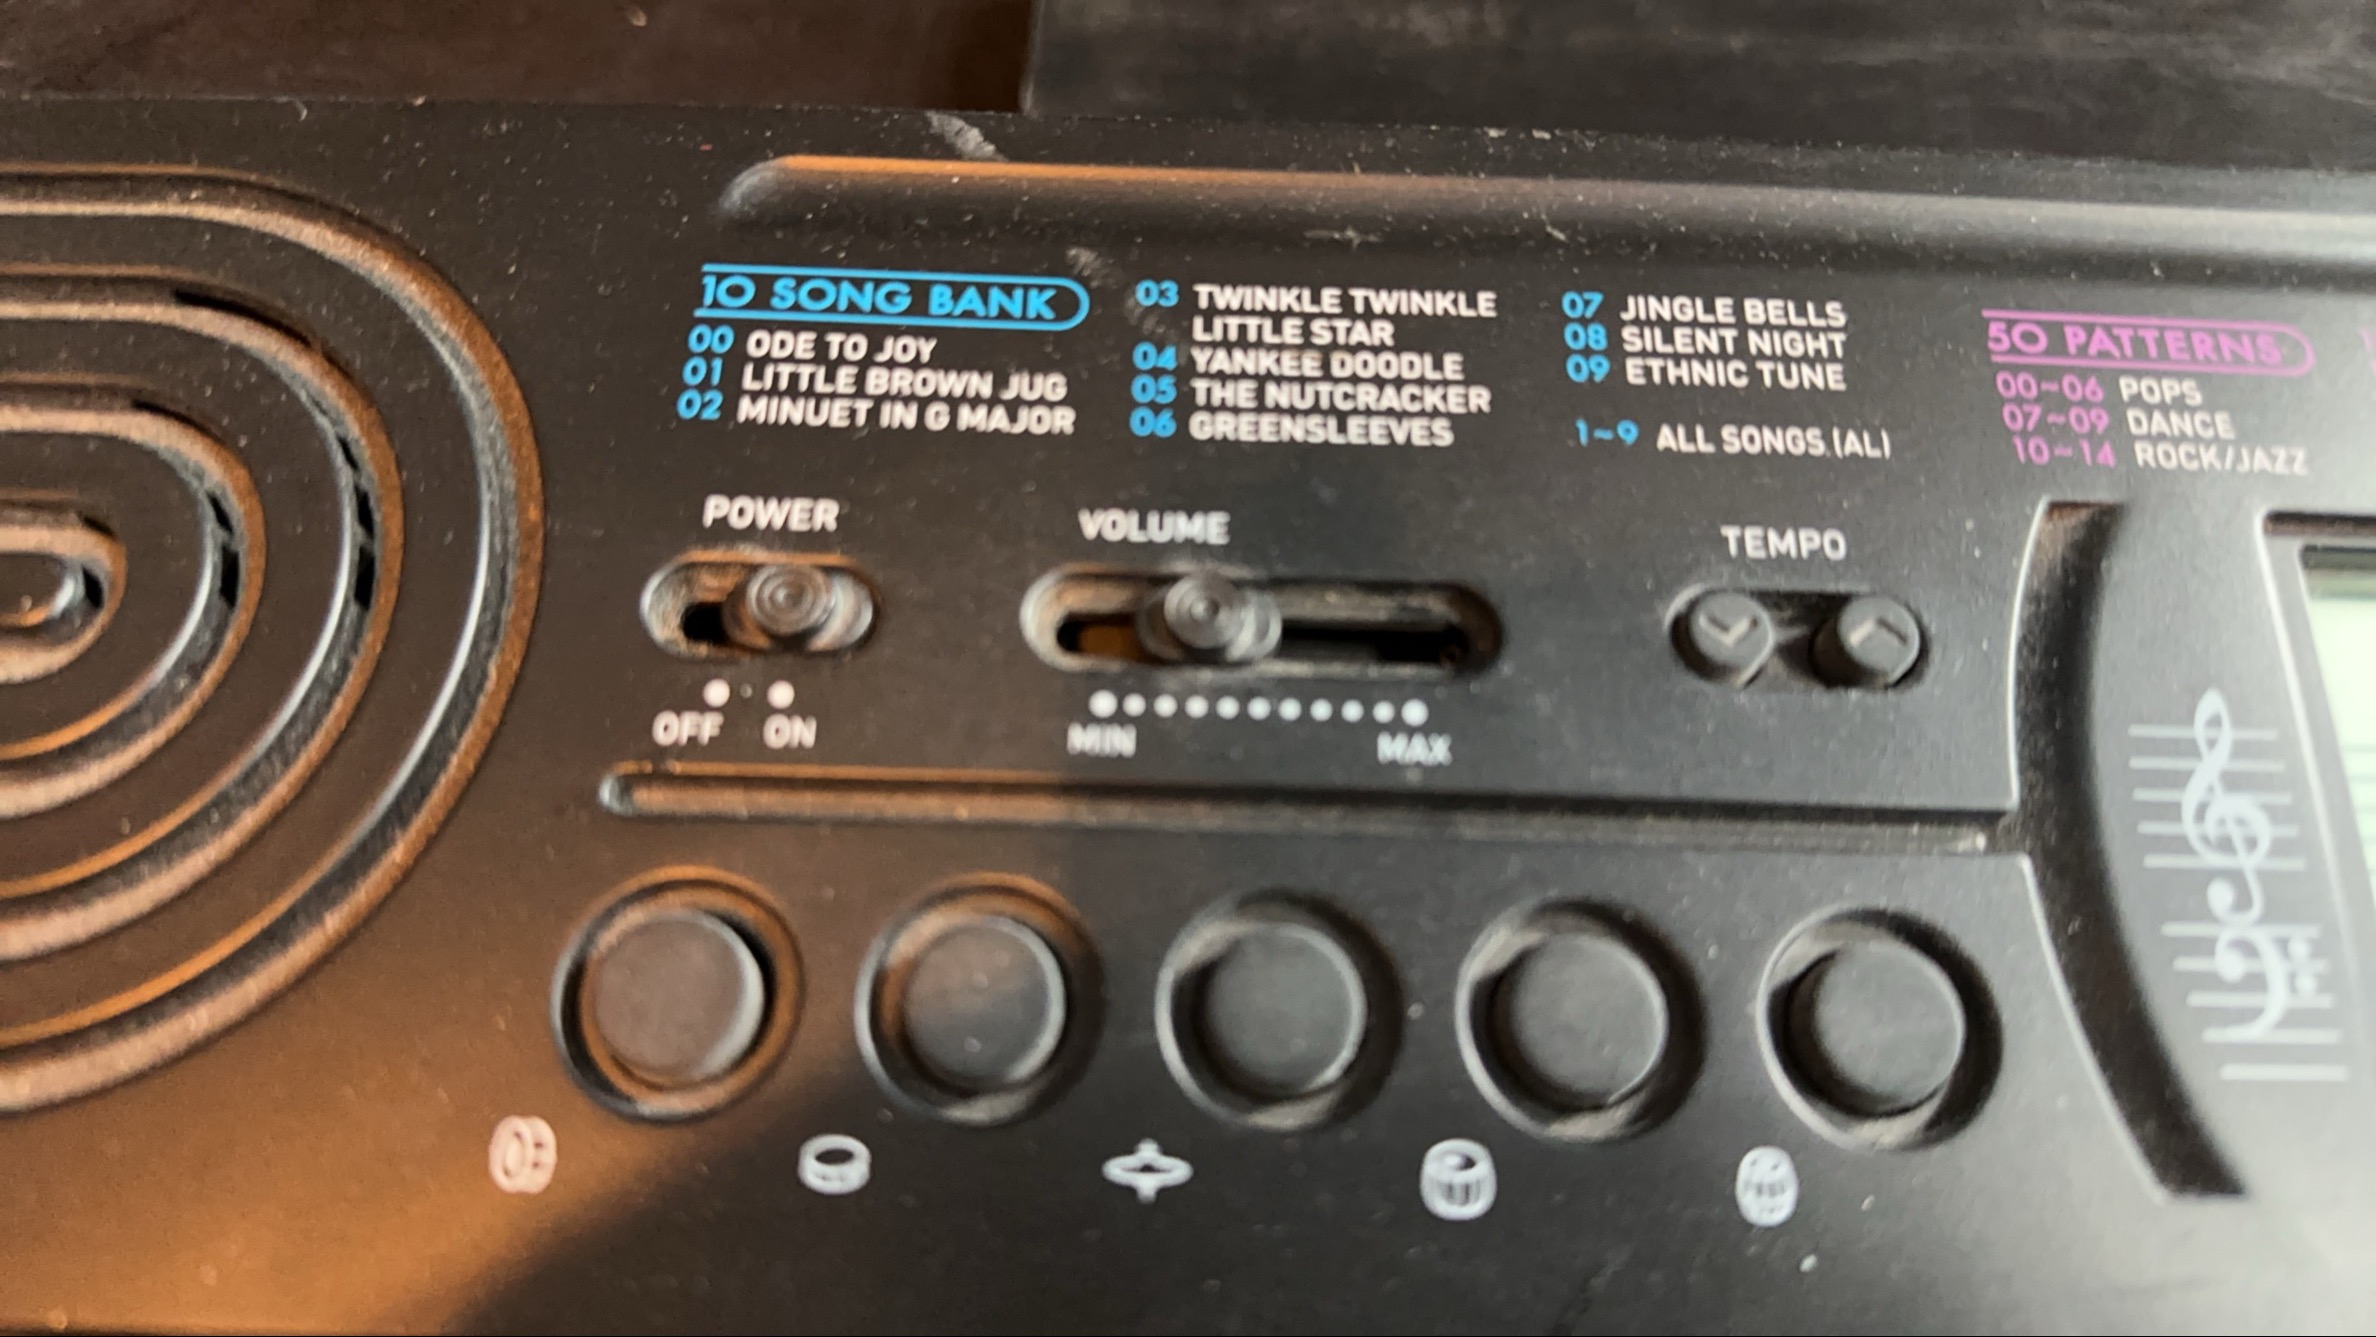 10 SONG BANK
00 ODE TO JOY
01 LITTLE BROWN JUG
02 MINUET IN G MAJOR
03 TWINKLE TWINKLE
LITTLE STAR
04 YANKEE DOODLE
05 THE NUTCRACKER
06 GREENSLEEVES
07 JINGLE BELLS
08 SILENT NIGHT
09 ETHNIC TUNE
1~9 ALL SONGS.(AL)
50 PATTERNS
00~06 POPS
07~09 DANCE
10~14 ROCK/JAZZ
POWER
OFF ON
VOLUME
MIN MAX
TEMPO